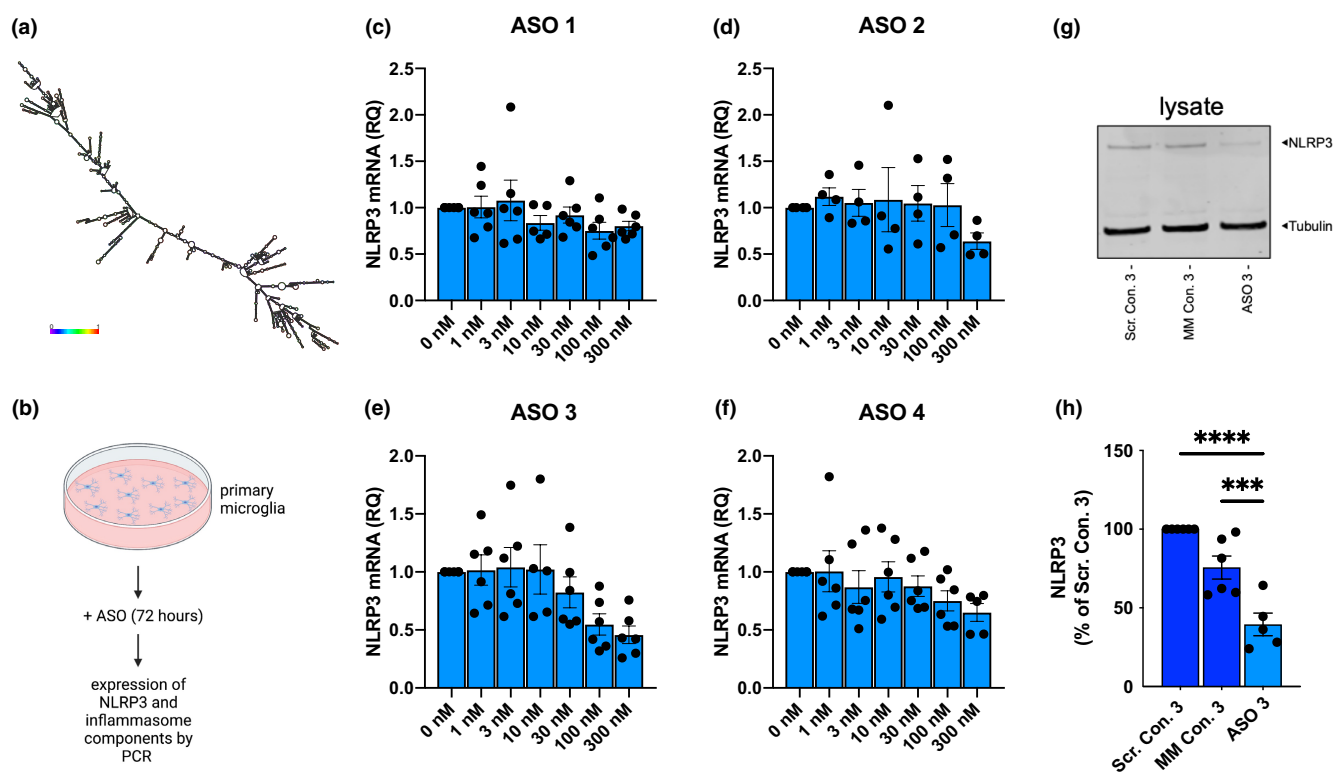 (a)
0 1
(b)
primary
microglia
+ ASO (72 hours)
expression of
NLRP3 and
inflammasome
components by
PCR
(c)
ASO 1
NLRP3 mRNA (RQ)
2.5
2.0
1.5
1.0
0.5
0.0
0 nM
1 nM
3 nM
10 nM
30 nM
100 nM
300 nM
(d)
ASO 2
NLRP3 mRNA (RQ)
2.5
2.0
1.5
1.0
0.5
0.0
0 nM
1 nM
3 nM
10 nM
30 nM
100 nM
300 nM
(e)
ASO 3
NLRP3 mRNA (RQ)
2.0
1.5
1.0
0.5
0.0
0 nM
1 nM
3 nM
10 nM
30 nM
100 nM
300 nM
(f)
ASO 4
NLRP3 mRNA (RQ)
2.0
1.5
1.0
0.5
0.0
0 nM
1 nM
3 nM
10 nM
30 nM
100 nM
300 nM
(g)
lysate
◂NLRP3
◂Tubulin
Scr. Con. 3 -
MM Con. 3 -
ASO 3 -
(h)
NLRP3
(% of Scr. Con. 3)
150
100
50
0
****
***
Scr. Con. 3
MM Con. 3
ASO 3